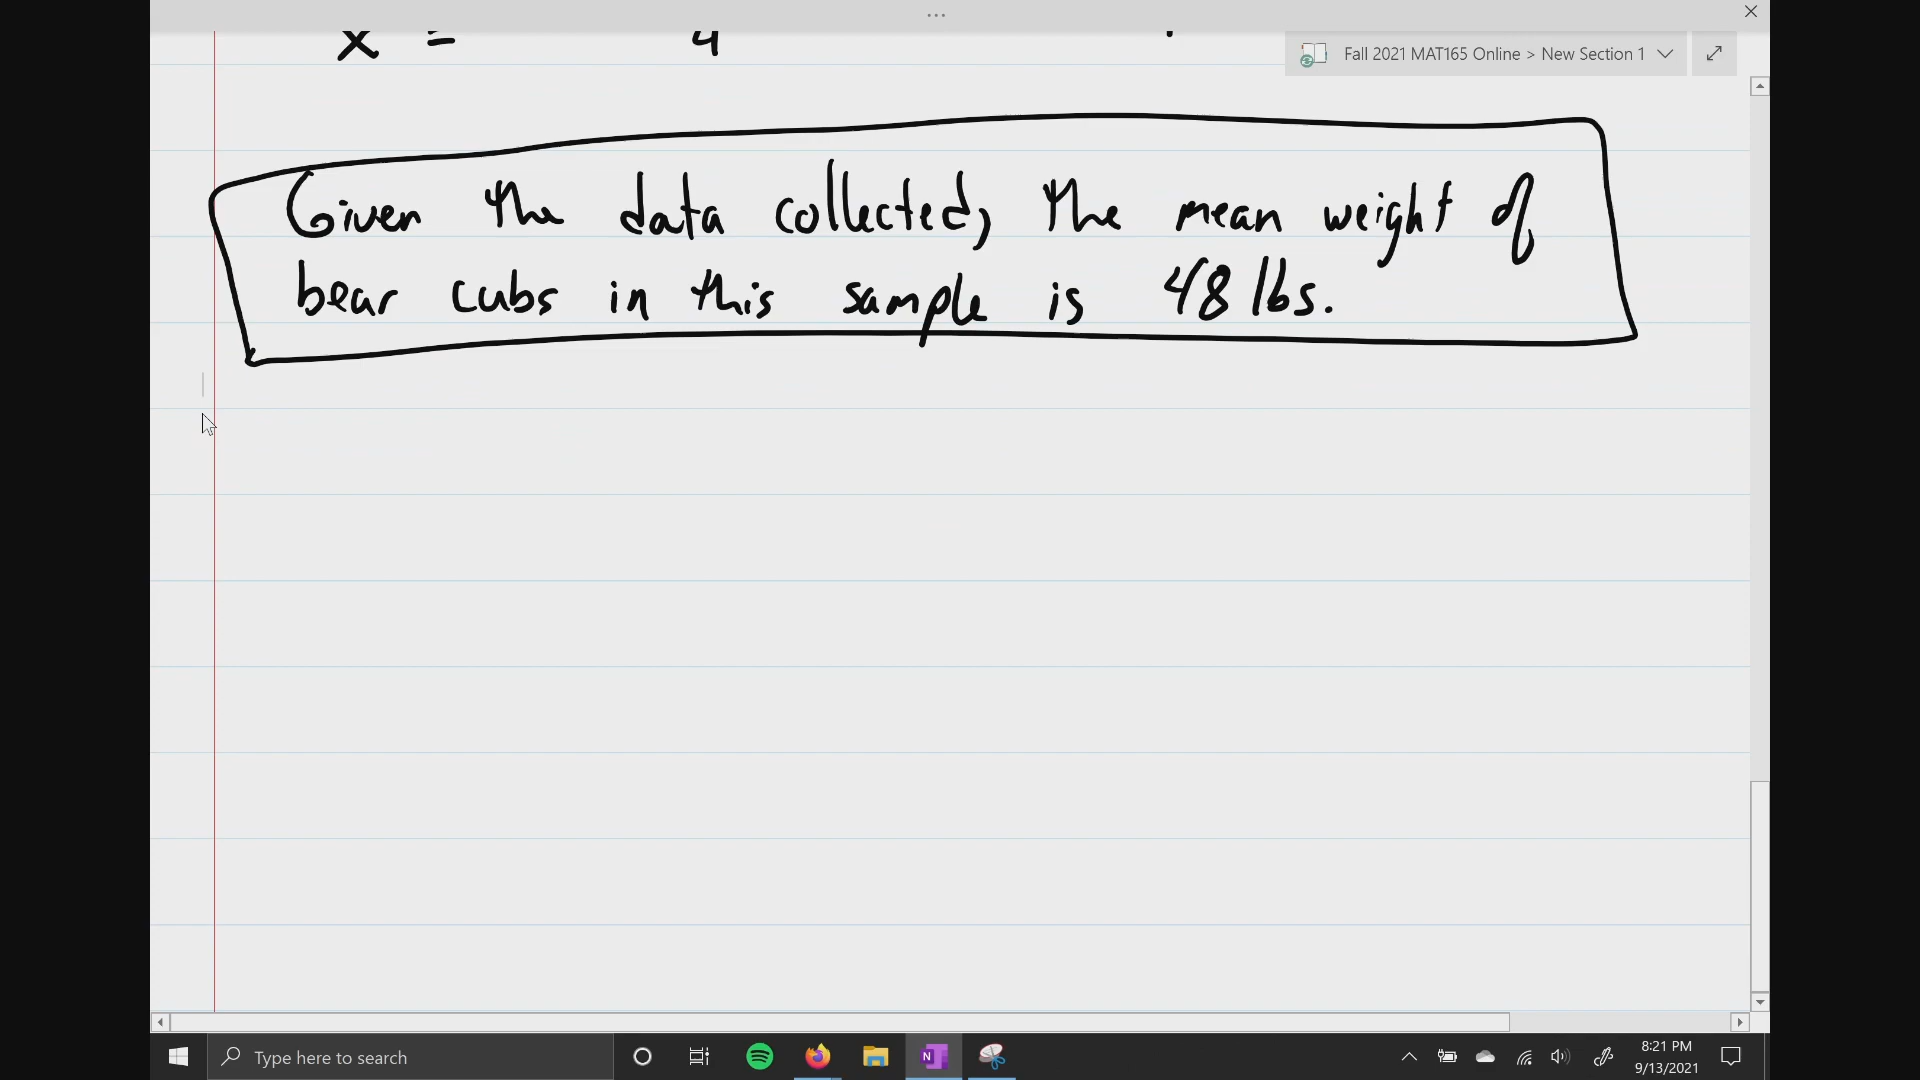 ...
x = 4
Fall 2021 MAT165 Online > New Section 1
Given the data collected, the mean weight of
bear cubs in this sample is 48 lbs.
Type here to search
N
8:21 PM
9/13/2021